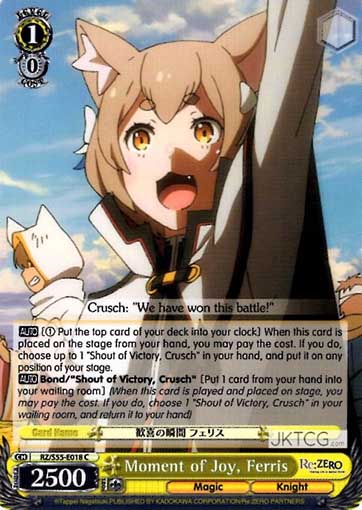 LEVEL
1
0
COST
Crusch: "We have won this battle!"
AUTO [① Put the top card of your deck into your clock] When this card is
placed on the stage from your hand, you may pay the cost. If you do,
choose up to 1 "Shout of Victory, Crusch" in your hand, and put it on any
position of your stage.
AUTO Bond/"Shout of Victory, Crusch" [Put 1 card from your hand into
your waiting room] (When this card is played and placed on stage, you
may pay the cost. If you do, choose 1 "Shout of Victory, Crusch" in your
waiting room, and return it to your hand)
Card Name 歓喜の瞬間 フェリス
JKTCG.com
CH RZ/S55-E018 C
2500
Moment of Joy, Ferris
Re:ZERO
Magic Knight
©Tappei Nagatsuki,PUBLISHED BY KADOKAWA CORPORATION/Re:ZERO PARTNERS